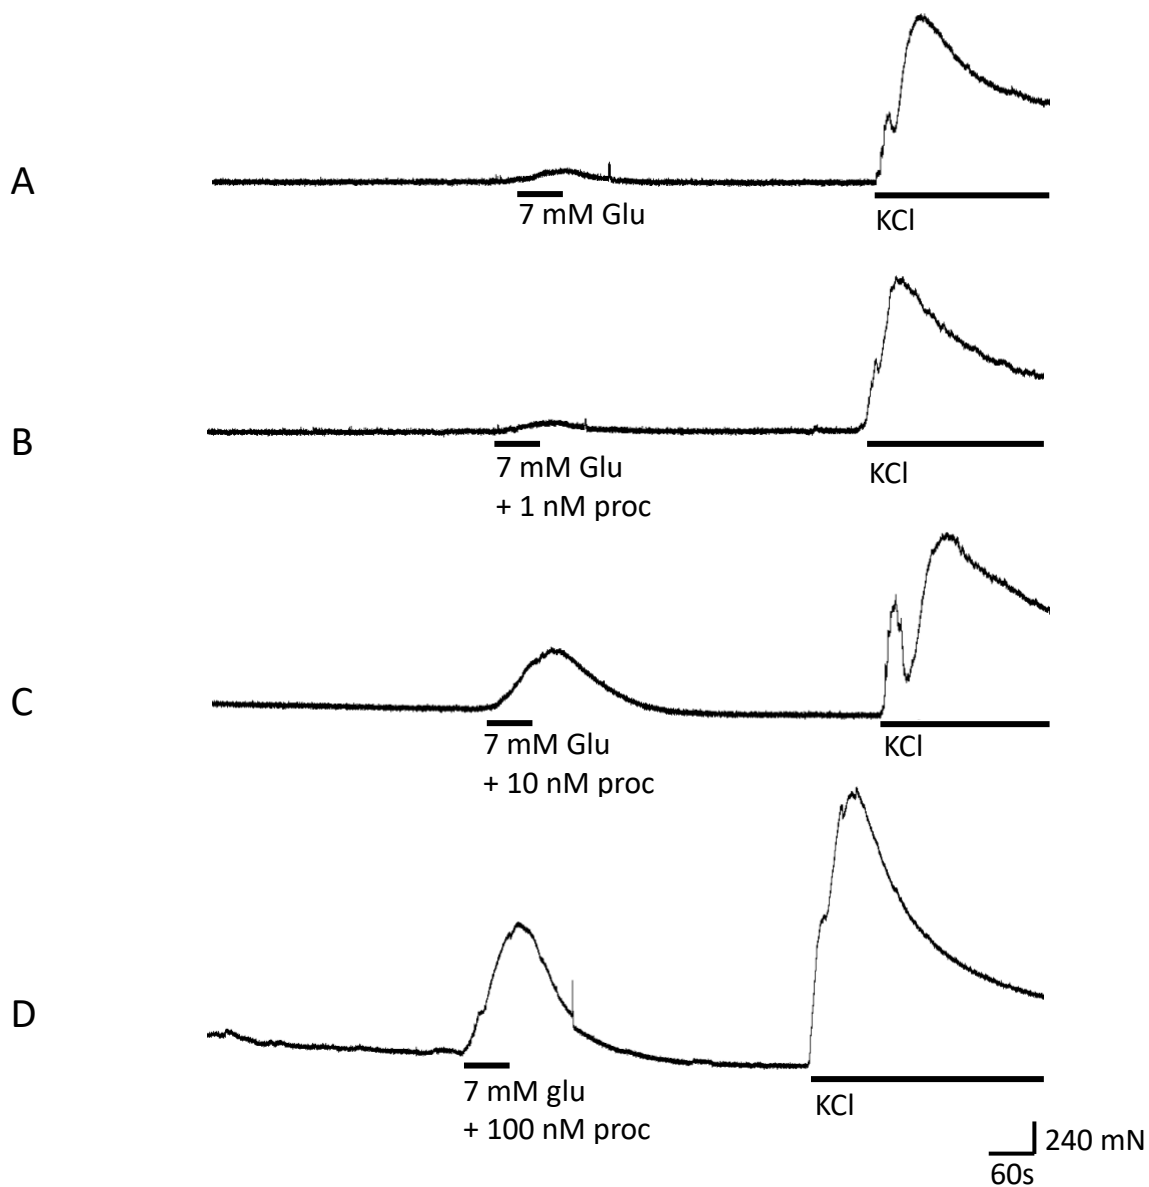 A
7 mM Glu
KCl
B
7 mM Glu
+ 1 nM proc
KCl
C
7 mM Glu
+ 10 nM proc
KCl
D
7 mM glu
+ 100 nM proc
KCl
240 mN
60s